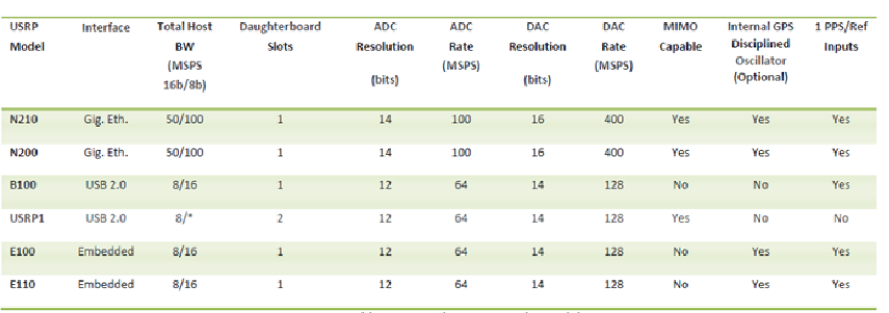 USRP Model Interface Total Host BW (MSPS 16b/8b) Daughterboard Slots ADC Resolution (bits) ADC Rate (MSPS) DAC Resolution (bits) DAC Rate (MSPS) MIMO Capable Internal GPS Disciplined Oscillator (Optional) 1 PPS/Ref Inputs
N210 Gig. Eth. 50/100 1 14 100 16 400 Yes Yes Yes
N200 Gig. Eth. 50/100 1 14 100 16 400 Yes Yes Yes
B100 USB 2.0 8/16 1 12 64 14 128 No No Yes
USRP1 USB 2.0 8/* 2 12 64 14 128 Yes No No
E100 Embedded 8/16 1 12 64 14 128 No Yes Yes
E110 Embedded 8/16 1 12 64 14 128 No Yes Yes